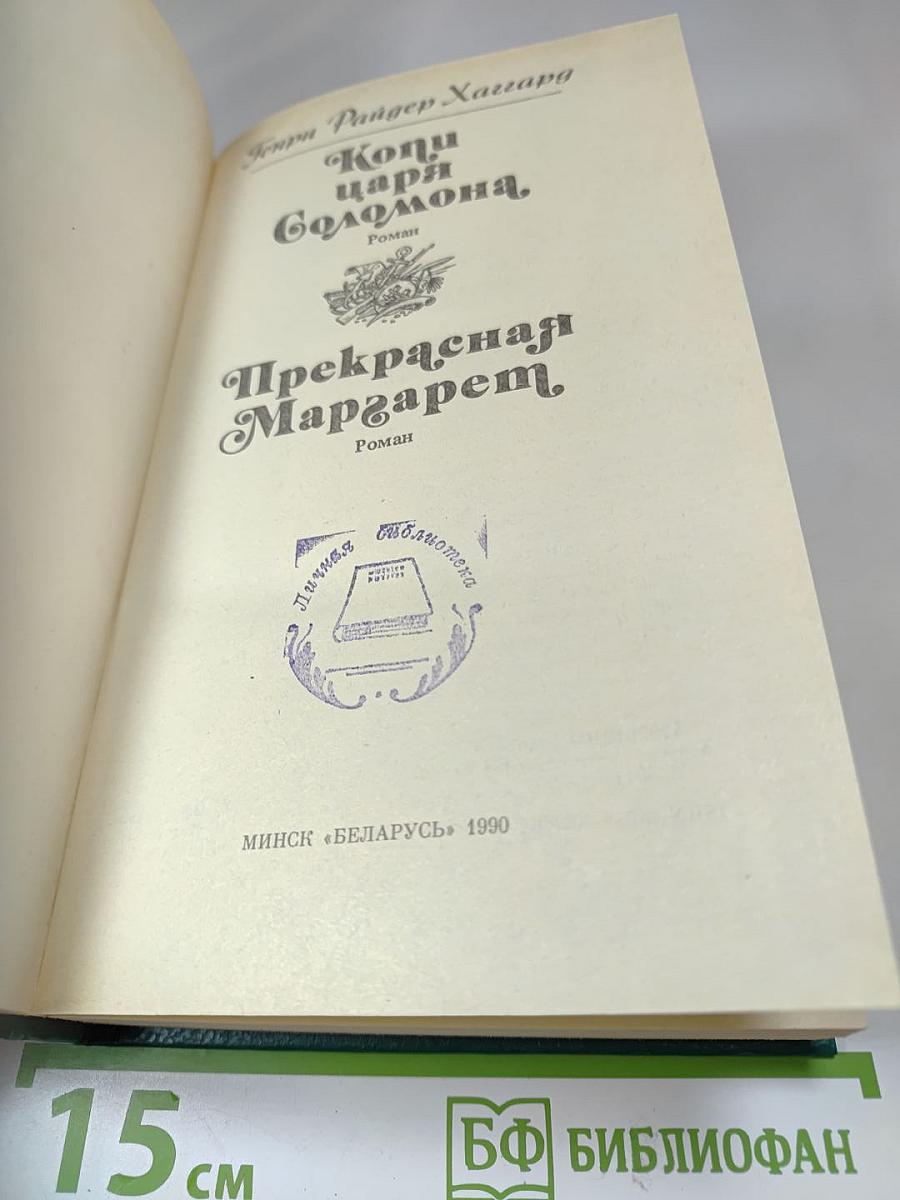 Генри Райдер Хаггард
Копи
царя
Соломона
Роман
Прекрасная
Маргарет
Роман
Личная библиотека
МИНСК «БЕЛАРУСЬ» 1990
15 см
БФ БИБЛИОФАН